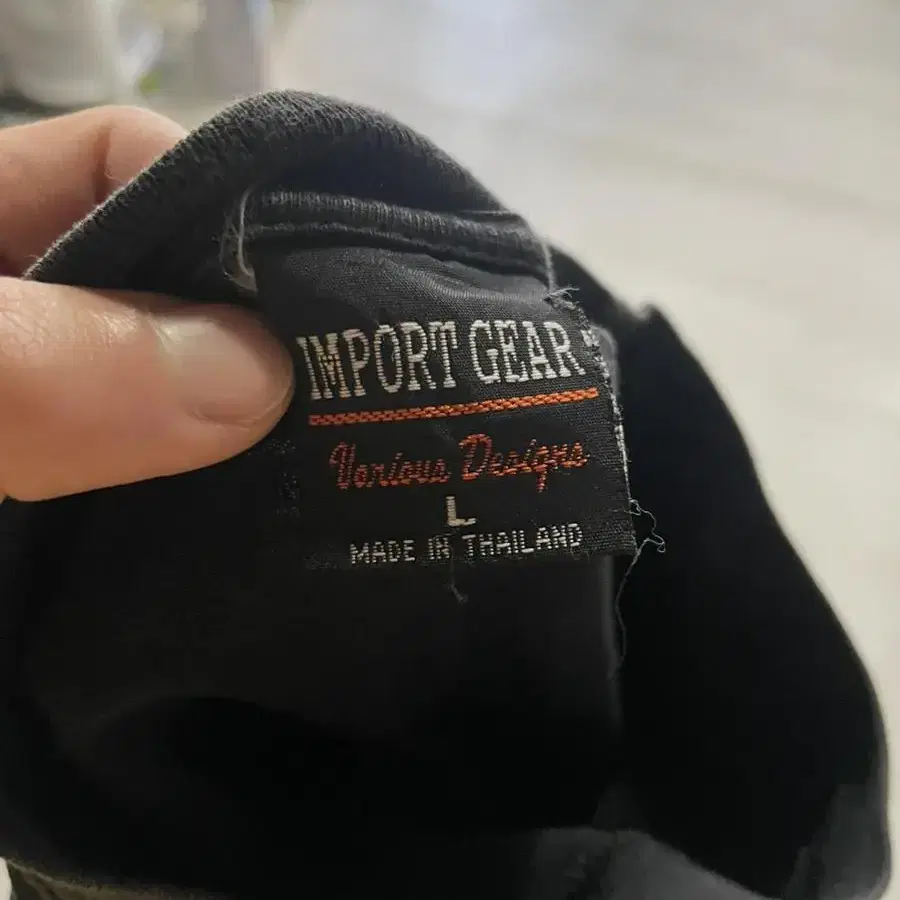 IMPORT GEAR
Various Designs
L
MADE IN THAILAND